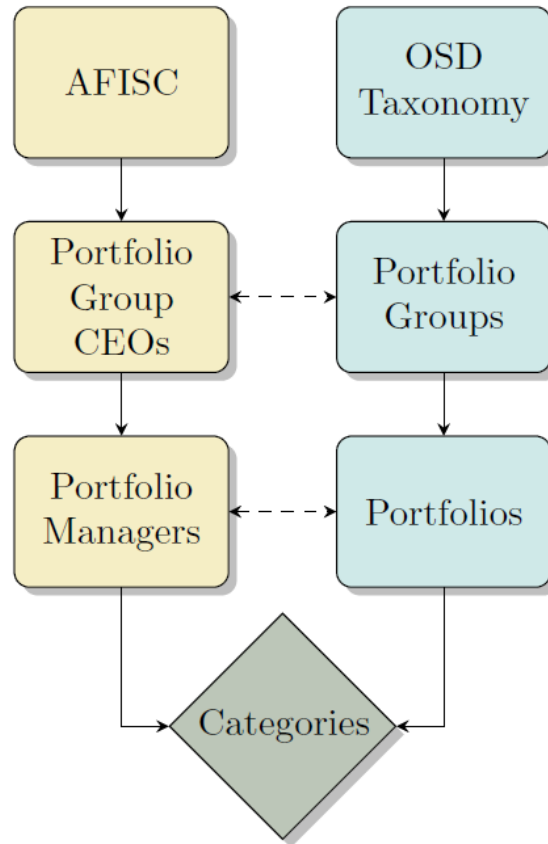 AFISC
OSD
Taxonomy
Portfolio
Group
CEOs
Portfolio
Groups
Portfolio
Managers
Portfolios
Categories